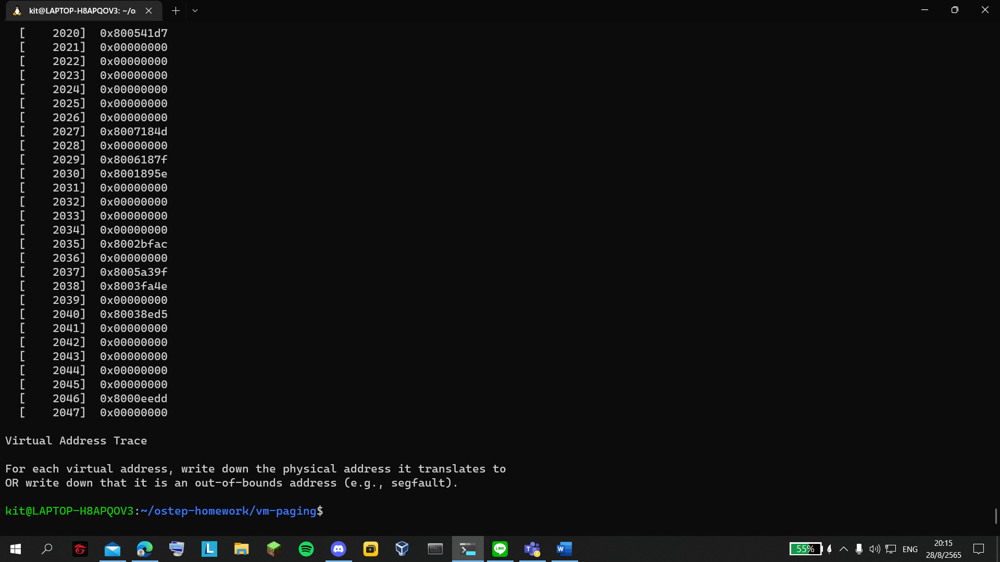 kit@LAPTOP-H8APQOV3: ~/o
[      2020]  0x800541d7
[      2021]  0x00000000
[      2022]  0x00000000
[      2023]  0x00000000
[      2024]  0x00000000
[      2025]  0x00000000
[      2026]  0x00000000
[      2027]  0x8007184d
[      2028]  0x00000000
[      2029]  0x8006187f
[      2030]  0x8001895e
[      2031]  0x00000000
[      2032]  0x00000000
[      2033]  0x00000000
[      2034]  0x00000000
[      2035]  0x8002bfac
[      2036]  0x00000000
[      2037]  0x8005a39f
[      2038]  0x8003fa4e
[      2039]  0x00000000
[      2040]  0x80038ed5
[      2041]  0x00000000
[      2042]  0x00000000
[      2043]  0x00000000
[      2044]  0x00000000
[      2045]  0x00000000
[      2046]  0x8000eedd
[      2047]  0x00000000
Virtual Address Trace
For each virtual address, write down the physical address it translates to
OR write down that it is an out-of-bounds address (e.g., segfault).
kit@LAPTOP-H8APQOV3:~/ostep-homework/vm-paging$
L
LINE
T
W
55%
ENG
20:15
28/8/2565